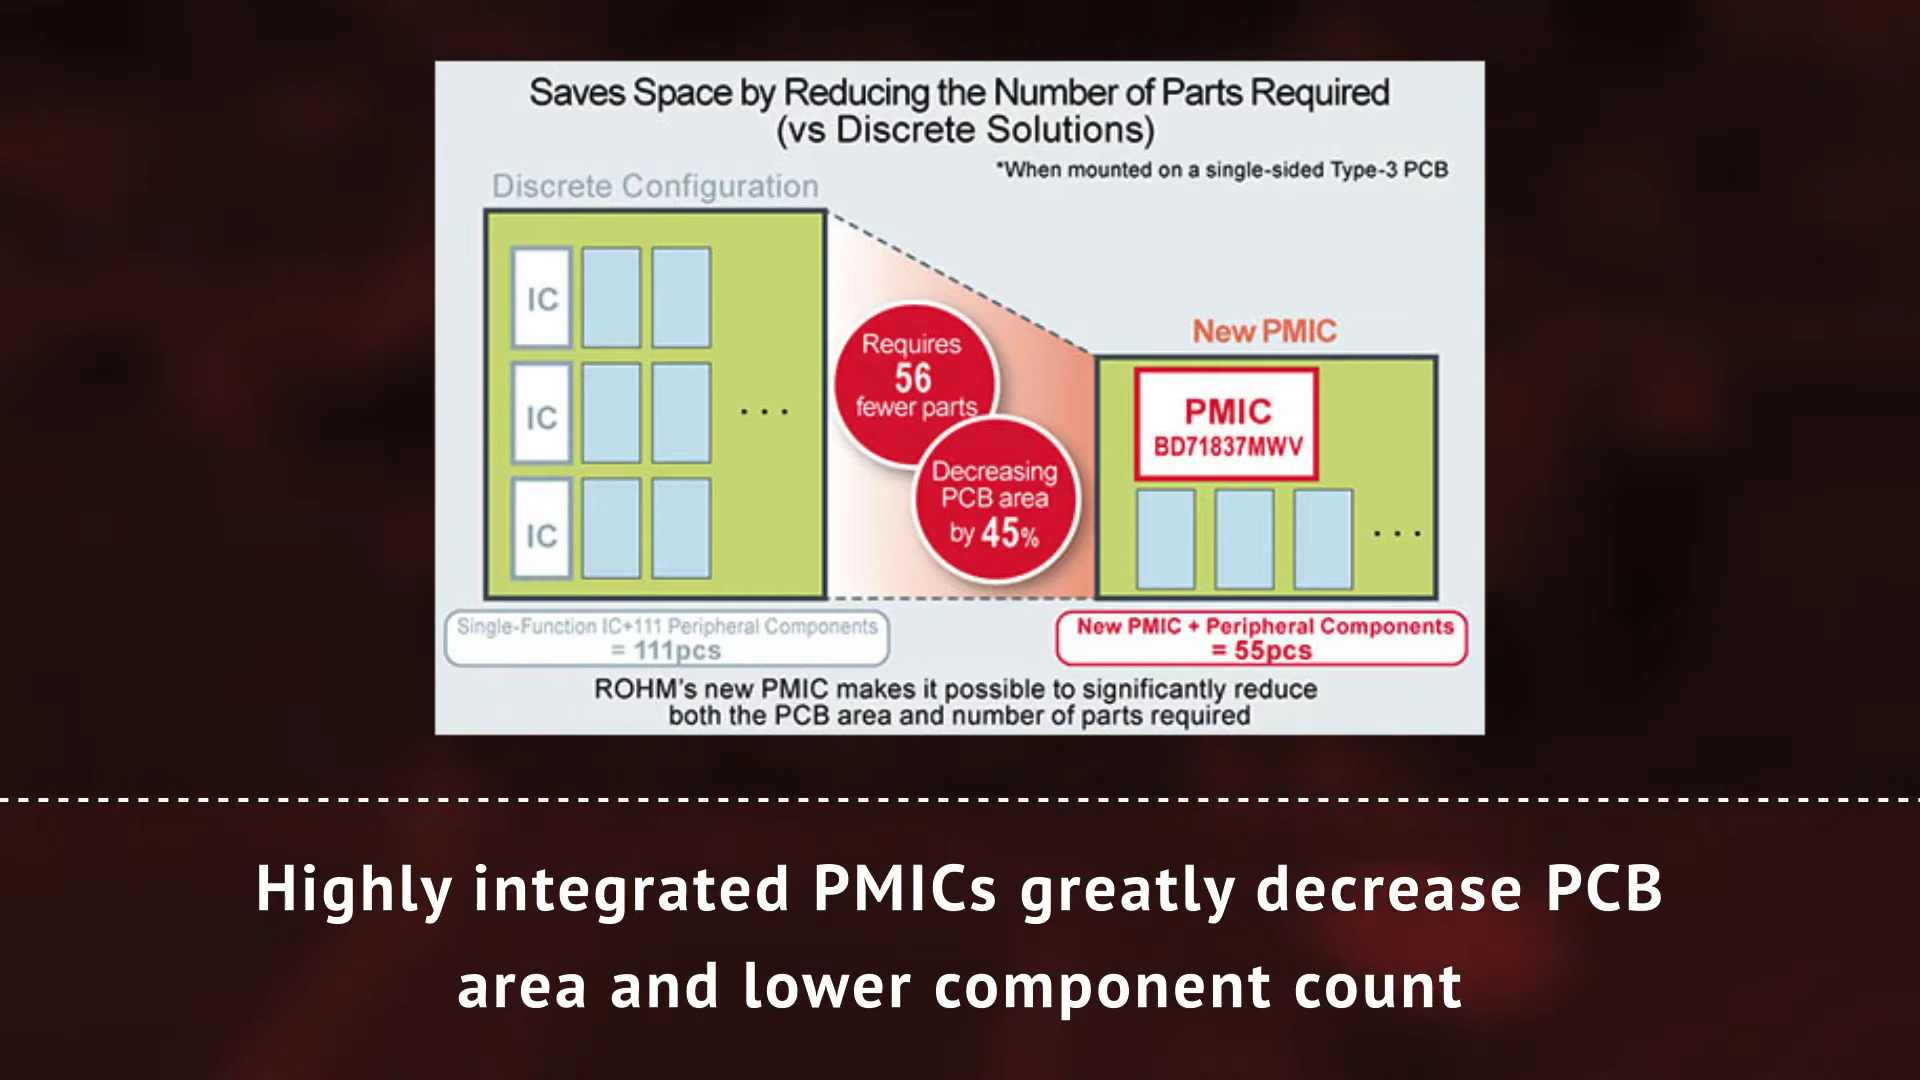 Saves Space by Reducing the Number of Parts Required
(vs Discrete Solutions)
*When mounted on a single-sided Type-3 PCB
Discrete Configuration
IC
IC
IC
. . .
Requires
56
fewer parts
Decreasing
PCB area
by 45%
New PMIC
PMIC
BD71837MWV
. . .
Single-Function IC+111 Peripheral Components
= 111pcs
New PMIC + Peripheral Components
= 55pcs
ROHM's new PMIC makes it possible to significantly reduce
both the PCB area and number of parts required
Highly integrated PMICs greatly decrease PCB
area and lower component count